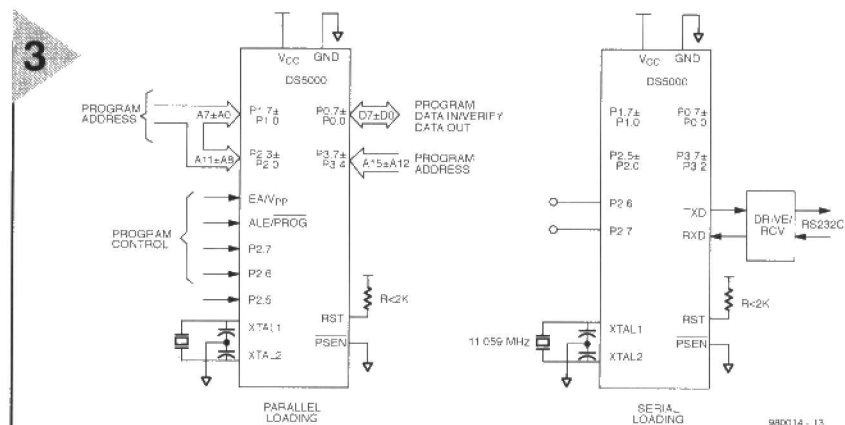 3
VCC GND
DS5000
PROGRAM
ADDRESS
A7±A0
P1.7±
P1.0
P0.7±
P0.0
D7±D0
PROGRAM
DATA IN/VERIFY
DATA OUT
A11±A8
P2.3±
P2.0
P3.7±
P3.4
A15±A12
PROGRAM
ADDRESS
PROGRAM
CONTROL
EA/VPP
ALE/PROG
P2.7
P2.6
P2.5
R<2K
RST
XTAL1
XTAL2
PSEN
PARALLEL
LOADING
VCC GND
DS5000
P1.7±
P1.0
P0.7±
P0.0
P2.5±
P2.0
P3.7±
P3.2
P2.6
P2.7
TXD
RXD
DRIVE/
RCV
RS232C
R<2K
RST
11.059 MHz
XTAL1
XTAL2
PSEN
SERIAL
LOADING
980014 - 13